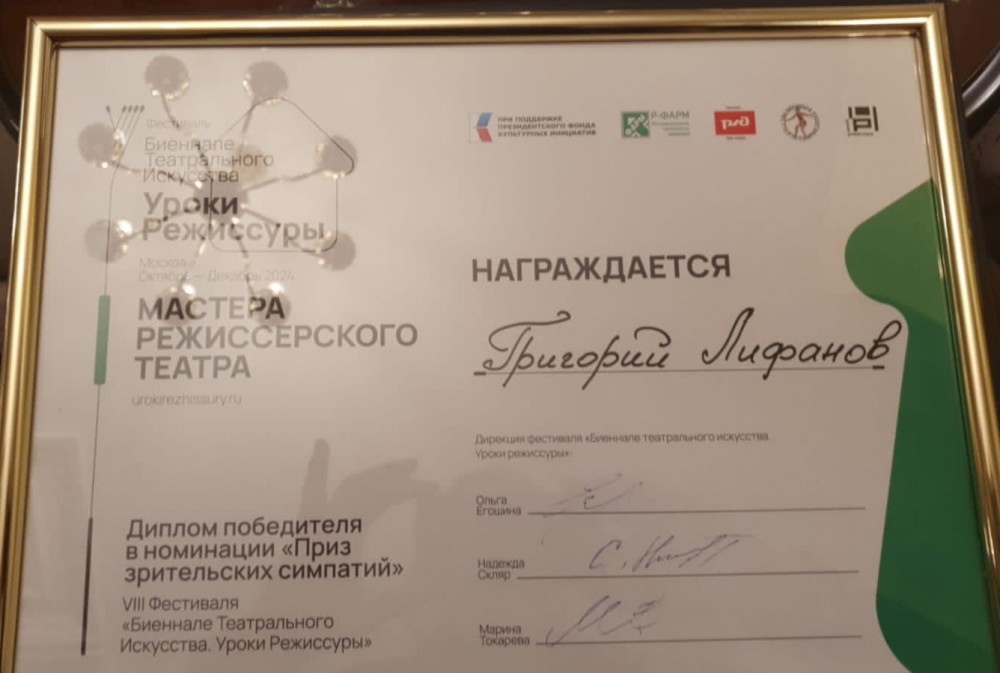 Фестиваль
Биеннале
Театрального
Искусства
Уроки
Режиссуры
Москва
Октябрь — Декабрь 2024
МАСТЕРА
РЕЖИССЕРСКОГО
ТЕАТРА
urokirezhissury.ru
Диплом победителя
в номинации «Приз
зрительских симпатий»
VIII Фестиваля
«Биеннале Театрального
Искусства. Уроки Режиссуры»
ПРИ ПОДДЕРЖКЕ
ПРЕЗИДЕНТСКОГО ФОНДА
КУЛЬТУРНЫХ ИНИЦИАТИВ
Р-ФАРМ
ржд
НАГРАЖДАЕТСЯ
Григорий Лифанов
Дирекция фестиваля «Биеннале театрального искусства.
Уроки режиссуры»:
Ольга
Егошина
Надежда
Скляр
Марина
Токарева